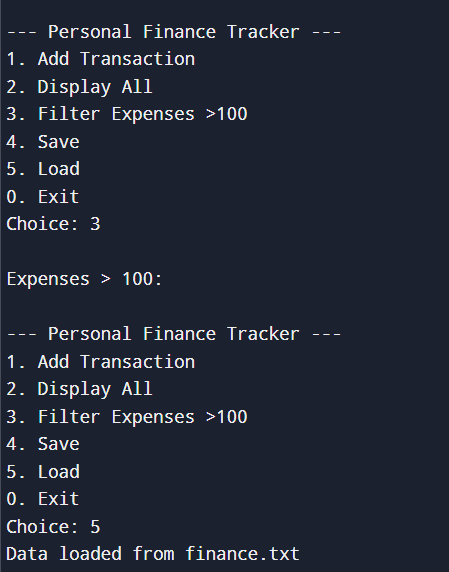 --- Personal Finance Tracker ---
1. Add Transaction
2. Display All
3. Filter Expenses >100
4. Save
5. Load
0. Exit
Choice: 3
Expenses > 100:
--- Personal Finance Tracker ---
1. Add Transaction
2. Display All
3. Filter Expenses >100
4. Save
5. Load
0. Exit
Choice: 5
Data loaded from finance.txt